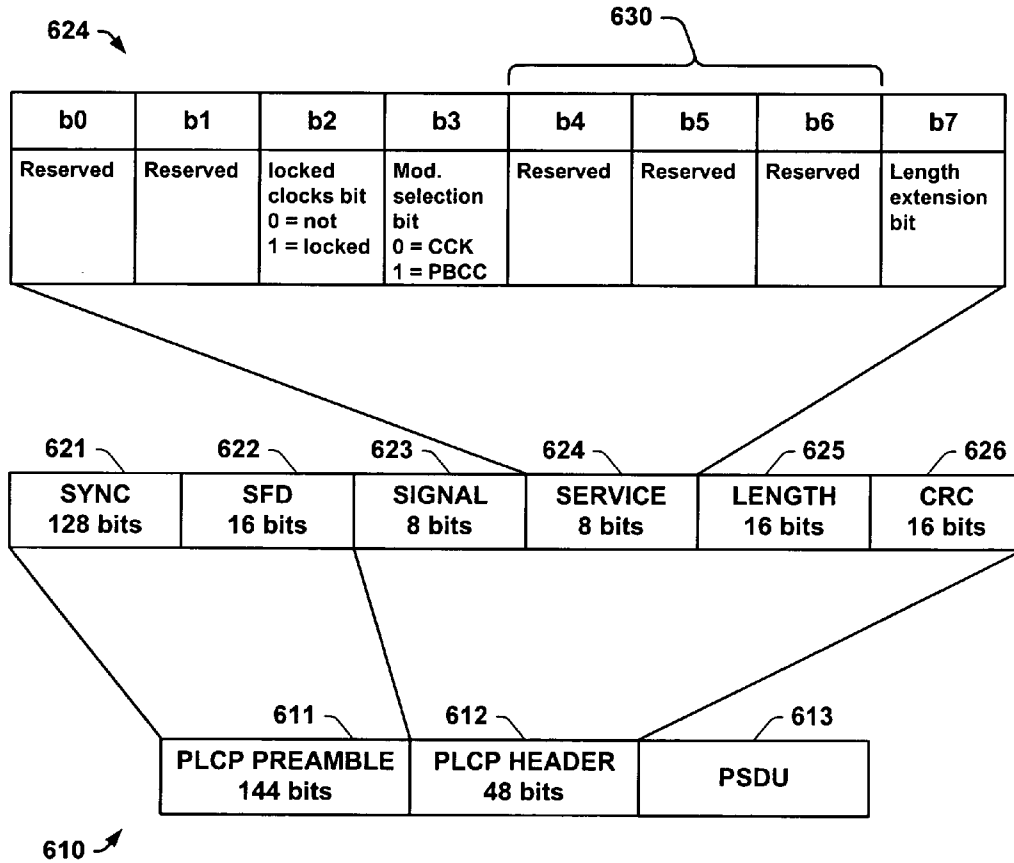 630
624
b0 b1 b2 b3 b4 b5 b6 b7
Reserved
Reserved
locked
clocks bit
0 = not
1 = locked
Mod.
selection
bit
0 = CCK
1 = PBCC
Reserved
Reserved
Reserved
Length
extension
bit
621 622 623 624 625 626
SYNC
128 bits
SFD
16 bits
SIGNAL
8 bits
SERVICE
8 bits
LENGTH
16 bits
CRC
16 bits
611 612 613
PLCP PREAMBLE
144 bits
PLCP HEADER
48 bits
PSDU
610